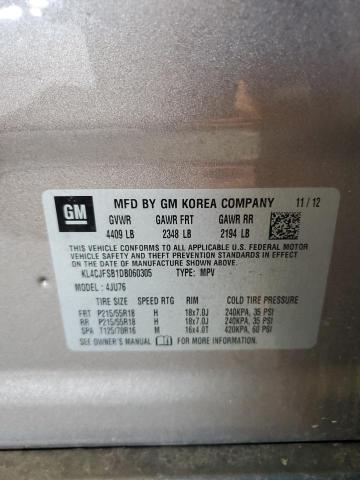 GM
MFD BY GM KOREA COMPANY 11/12
GVWR GAWR FRT GAWR RR
4409 LB 2348 LB 2194 LB
THIS VEHICLE CONFORMS TO ALL APPLICABLE U.S. FEDERAL MOTOR
VEHICLE SAFETY, BUMPER, AND THEFT PREVENTION STANDARDS IN
EFFECT ON THE DATE OF MANUFACTURE SHOWN ABOVE.
KL4CJFSB1DB060305 TYPE: MPV
MODEL: 4JU76
TIRE SIZE SPEED RTG RIM COLD TIRE PRESSURE
FRT P215/55R18 H 18x7.0J 240KPA, 35 PSI
RR P215/55R18 H 18x7.0J 240KPA, 35 PSI
SPA T125/70R16 M 16x4.0T 420KPA, 60 PSI
SEE OWNER'S MANUAL FOR MORE INFORMATION